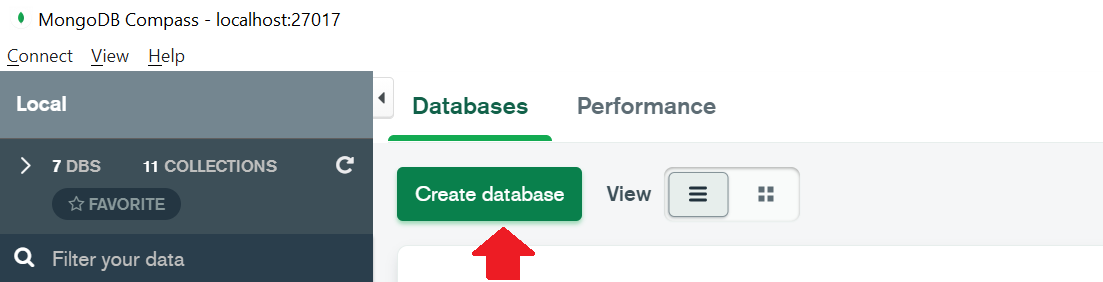 MongoDB Compass - localhost:27017
Connect View Help
Local
Databases Performance
7 DBS 11 COLLECTIONS
FAVORITE
Create database View
Filter your data